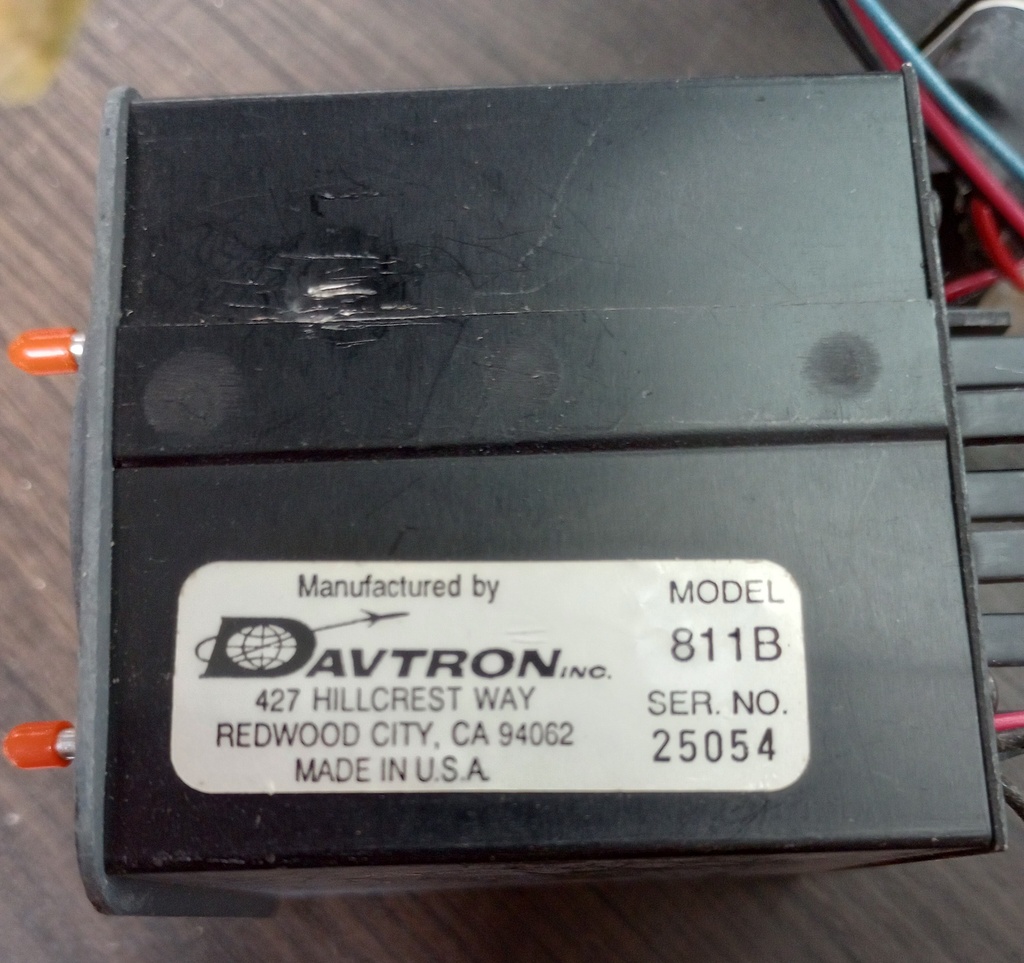 Manufactured by
DAVTRON INC.
427 HILLCREST WAY
REDWOOD CITY, CA 94062
MADE IN U.S.A.
MODEL
811B
SER. NO.
25054